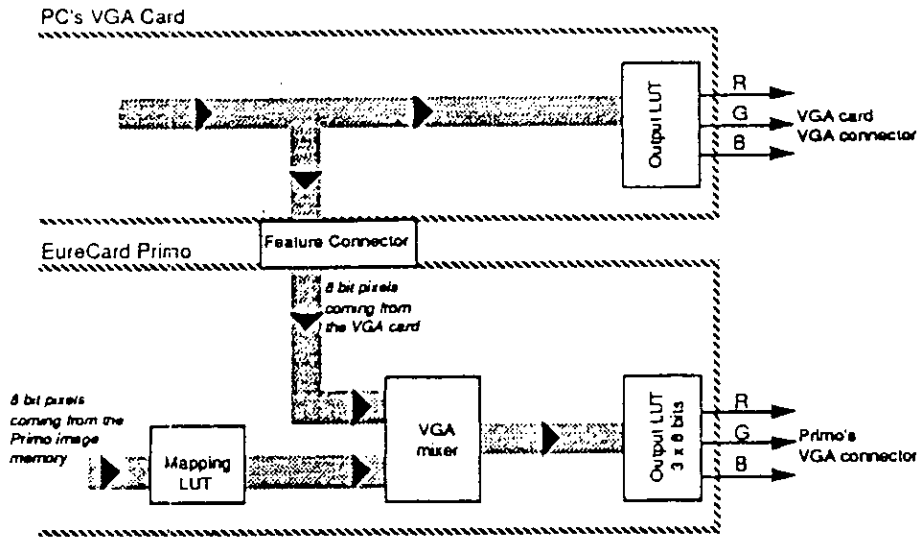 PC's VGA Card
Output LUT
R
G
B
VGA card
VGA connector
Feature Connector
EureCard Primo
8 bit pixels
coming from
the VGA card
8 bit pixels
coming from the
Primo image
memory
Mapping
LUT
VGA
mixer
Output LUT
3 x 8 bits
R
G
B
Primo's
VGA connector